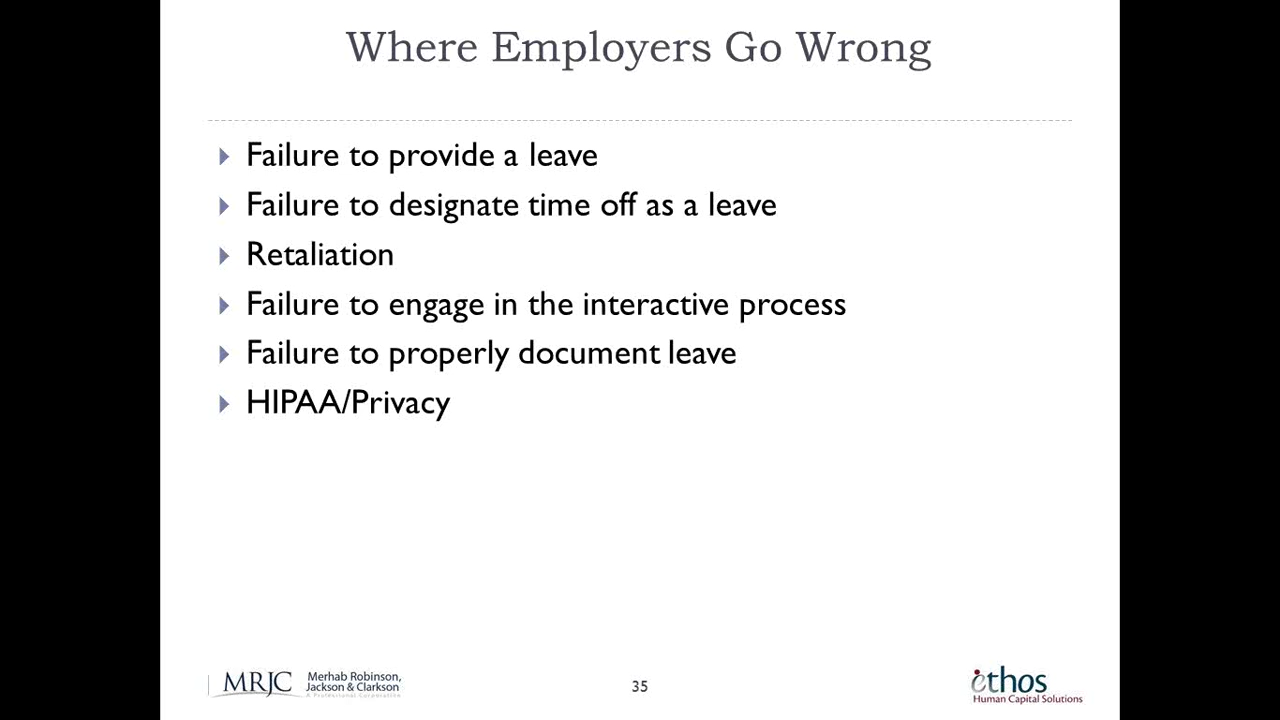 Where Employers Go Wrong
Failure to provide a leave
Failure to designate time off as a leave
Retaliation
Failure to engage in the interactive process
Failure to properly document leave
HIPAA/Privacy
MRJC
Merhab Robinson,
Jackson & Clarkson
A Professional Corporation
35
ethos
Human Capital Solutions